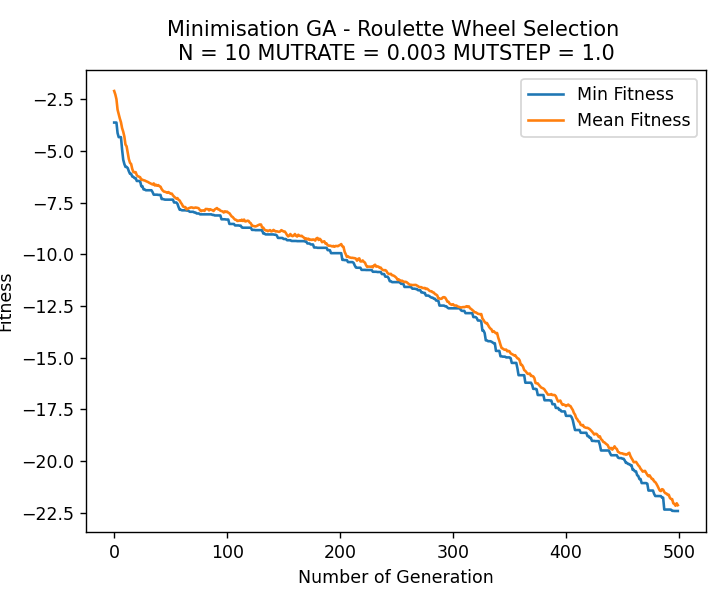 Minimisation GA - Roulette Wheel Selection
N = 10 MUTRATE = 0.003 MUTSTEP = 1.0
Min Fitness
Mean Fitness
−2.5
−5.0
−7.5
−10.0
−12.5
−15.0
−17.5
−20.0
−22.5
Fitness
0 100 200 300 400 500
Number of Generation